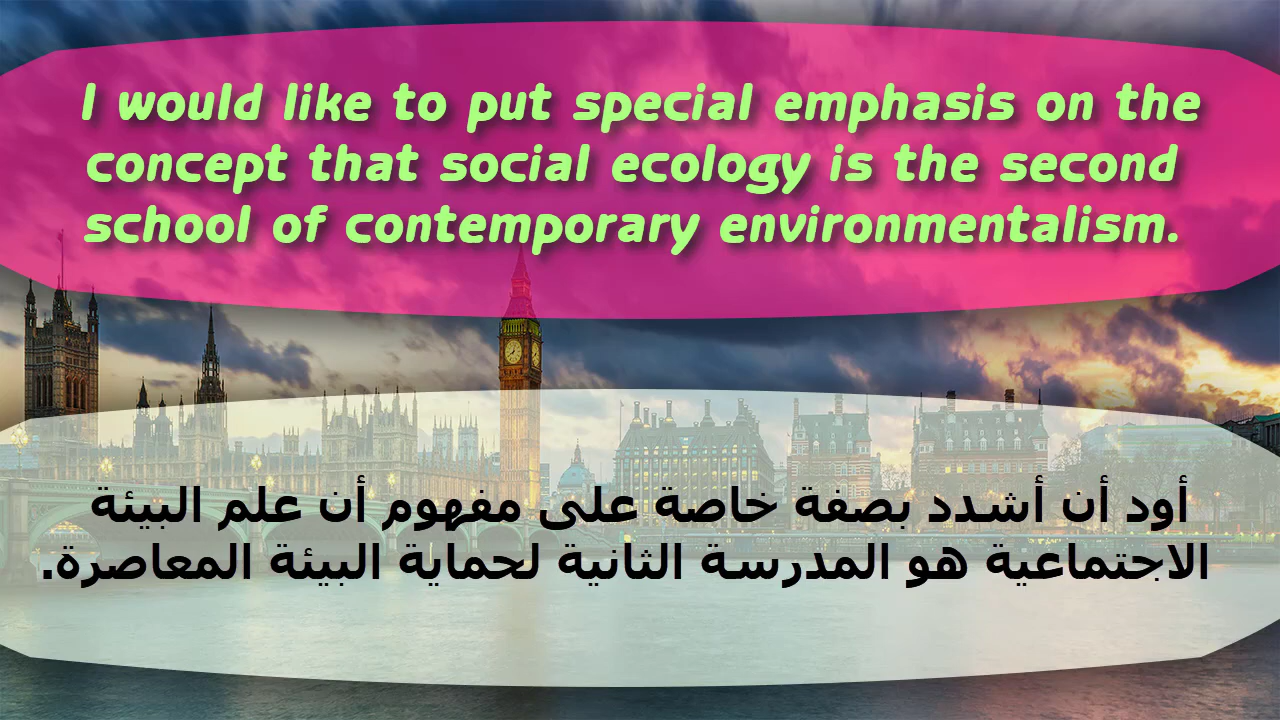 I would like to put special emphasis on the
concept that social ecology is the second
school of contemporary environmentalism.
أود أن أشدد بصفة خاصة على مفهوم أن علم البيئة
الاجتماعية هو المدرسة الثانية لحماية البيئة المعاصرة.